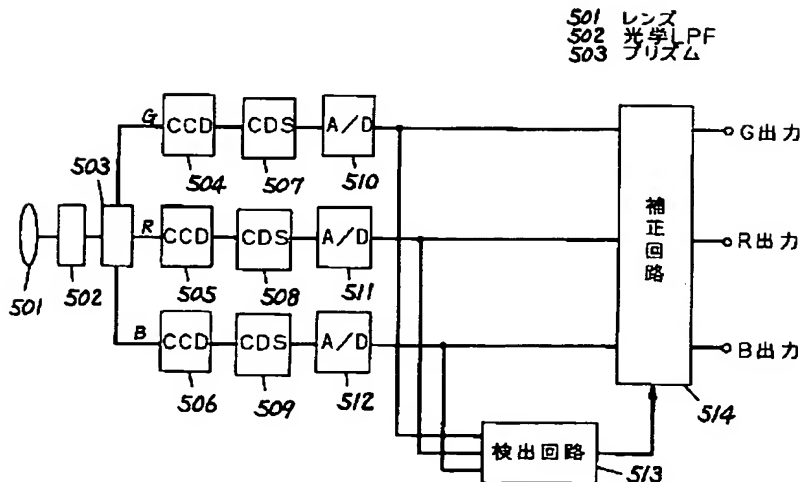 501 レンズ
502 光学LPF
503 プリズム
G CCD CDS A/D G出力
503 504 507 510
R CCD CDS A/D 補正回路 R出力
501 502 505 508 511
B CCD CDS A/D B出力
506 509 512 514
検出回路
513